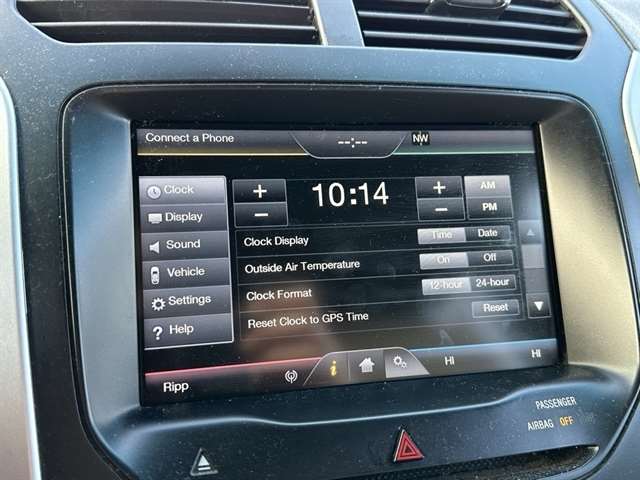 Connect a Phone --:-- NW
Clock + 10:14 + AM
Display − − PM
Sound Clock Display Time Date
Vehicle Outside Air Temperature On Off
Settings Clock Format 12-hour 24-hour
Help Reset Clock to GPS Time Reset
Ripp i HI HI
PASSENGER
AIRBAG OFF